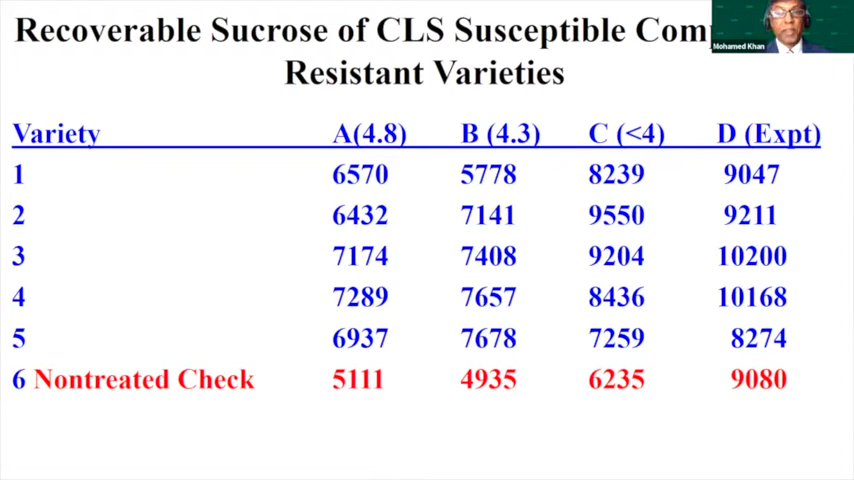 Recoverable Sucrose of CLS Susceptible
Resistant Varieties
Mohamed Khan
Variety A(4.8) B (4.3) C (<4) D (Expt)
1 6570 5778 8239 9047
2 6432 7141 9550 9211
3 7174 7408 9204 10200
4 7289 7657 8436 10168
5 6937 7678 7259 8274
6 Nontreated Check 5111 4935 6235 9080